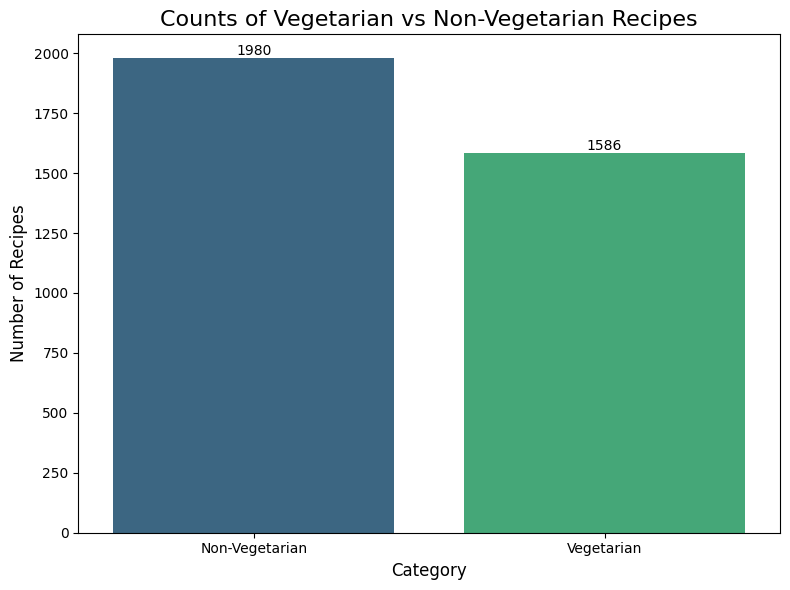 Counts of Vegetarian vs Non-Vegetarian Recipes
1980
1586
2000
1750
1500
1250
1000
750
500
250
0
Number of Recipes
Non-Vegetarian
Vegetarian
Category